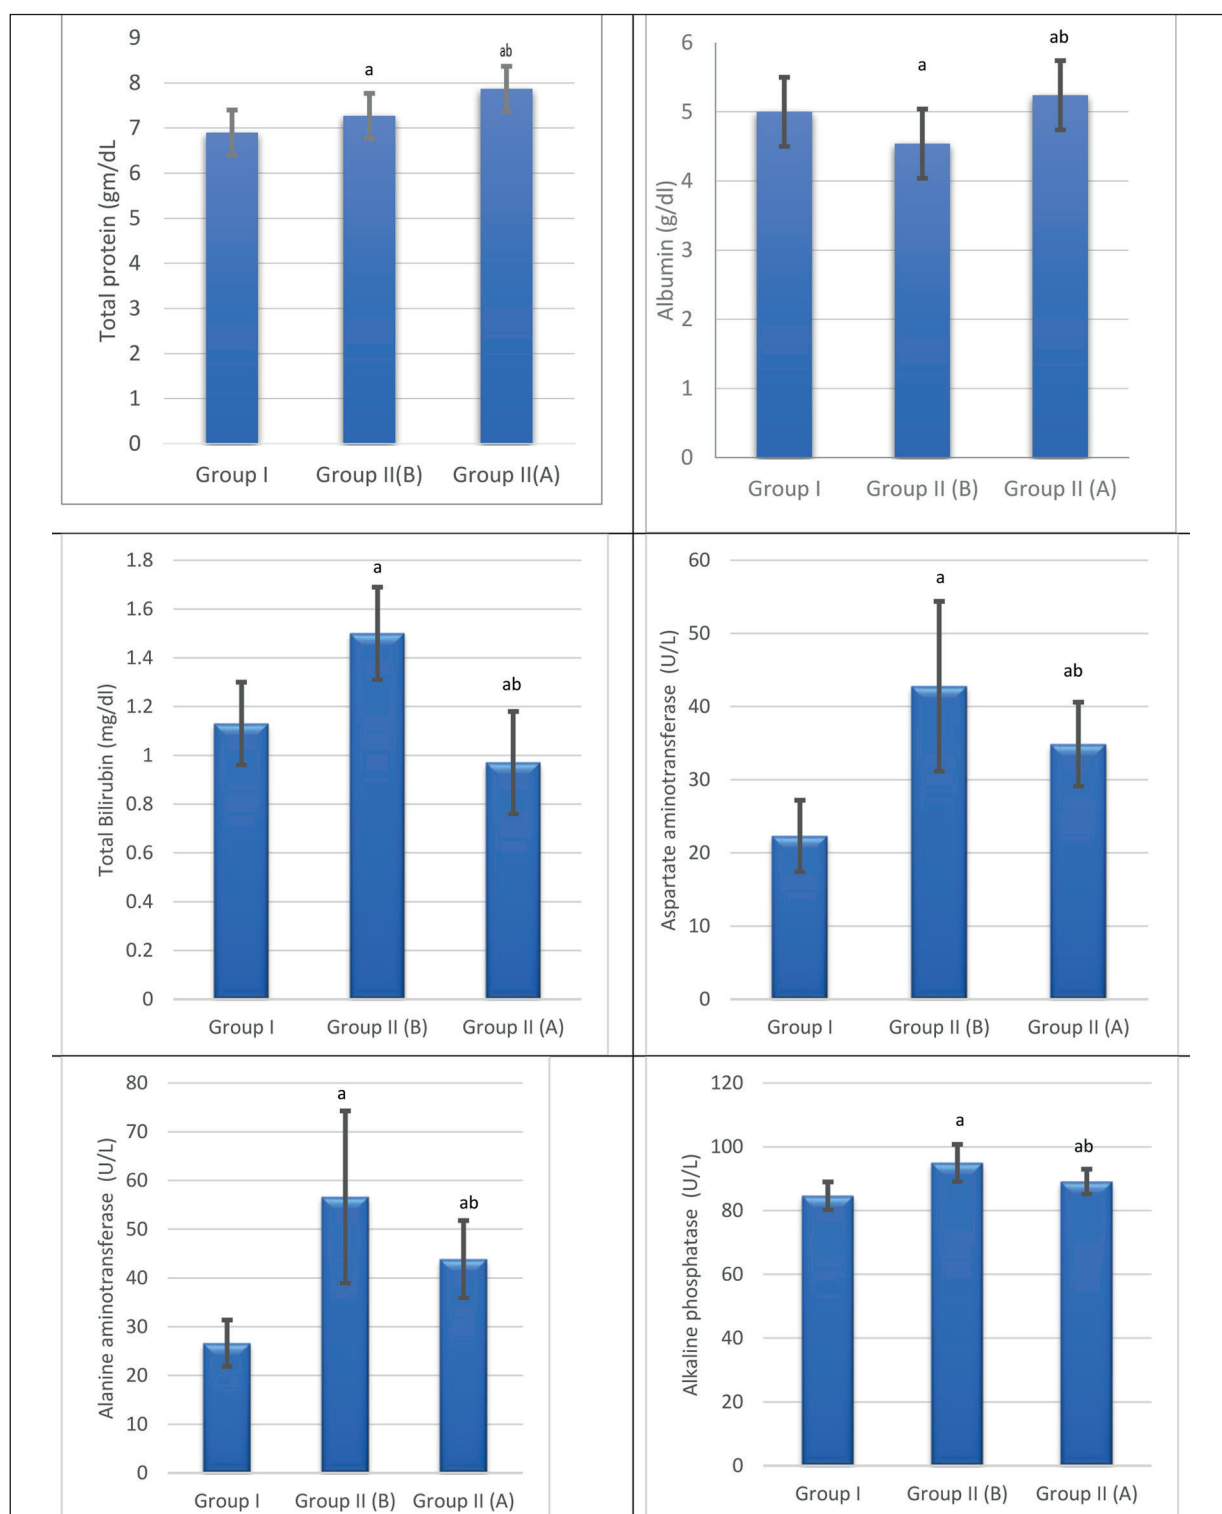 Total protein (gm/dL
9
8
7
6
5
4
3
2
1
0
a
ab
Group I
Group II(B)
Group II(A)
Albumin (g/dl)
6
5
4
3
2
1
0
a
ab
Group I
Group II (B)
Group II (A)
Total Bilirubin (mg/dl)
1.8
1.6
1.4
1.2
1
0.8
0.6
0.4
0.2
0
a
ab
Group I
Group II (B)
Group II (A)
Aspartate aminotransferase (U/L)
60
50
40
30
20
10
0
a
ab
Group I
Group II (B)
Group II (A)
Alanine aminotransferase (U/L)
80
70
60
50
40
30
20
10
0
a
ab
Group I
Group II (B)
Group II (A)
Alkaline phosphatase (U/L)
120
100
80
60
40
20
0
a
ab
Group I
Group II (B)
Group II (A)